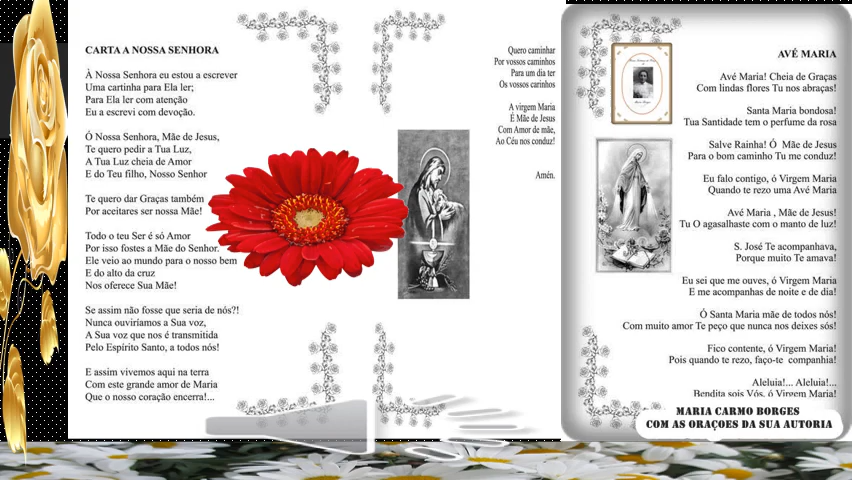 CARTA A NOSSA SENHORA
À Nossa Senhora eu estou a escrever
Uma cartinha para Ela ler;
Para Ela ler com atenção
Eu a escrevi com devoção.
Ó Nossa Senhora, Mãe de Jesus,
Te quero pedir a Tua Luz,
A Tua Luz cheia de Amor
E do Teu filho, Nosso Senhor
Te quero dar Graças também
Por aceitares ser nossa Mãe!
Todo o teu Ser é só Amor
Por isso fostes a Mãe do Senhor.
Ele veio ao mundo para o nosso bem
E do alto da cruz
Nos oferece Sua Mãe!
Se assim não fosse que seria de nós?!
Nunca ouviríamos a Sua voz,
A Sua voz que nos é transmitida
Pelo Espírito Santo, a todos nós!
E assim vivemos aqui na terra
Com este grande amor de Maria
Que o nosso coração encerra!...
Quero caminhar
Por vossos caminhos
Para um dia ter
Os vossos carinhos
A virgem Maria
É Mãe de Jesus
Com Amor de mãe,
Ao Céu nos conduz!
Amén.
AVÉ MARIA
Avé Maria! Cheia de Graças
Com lindas flores Tu nos abraças!
Santa Maria bondosa!
Tua Santidade tem o perfume da rosa
Salve Rainha! Ó Mãe de Jesus
Para o bom caminho Tu me conduz!
Eu falo contigo, ó Virgem Maria
Quando te rezo uma Avé Maria
Avé Maria , Mãe de Jesus!
Tu O agasalhaste com o manto de luz!
S. José Te acompanhava,
Porque muito Te amava!
Eu sei que me ouves, ó Virgem Maria
E me acompanhas de noite e de dia!
Ó Santa Maria mãe de todos nós!
Com muito amor Te peço que nunca nos deixes sós!
Fico contente, ó Virgem Maria!
Pois quando te rezo, faço-te companhia!
Aleluia!... Aleluia!...
Bendita sois Vós, ó Virgem Maria!
MARIA CARMO BORGES
COM AS ORAÇOES DA SUA AUTORIA